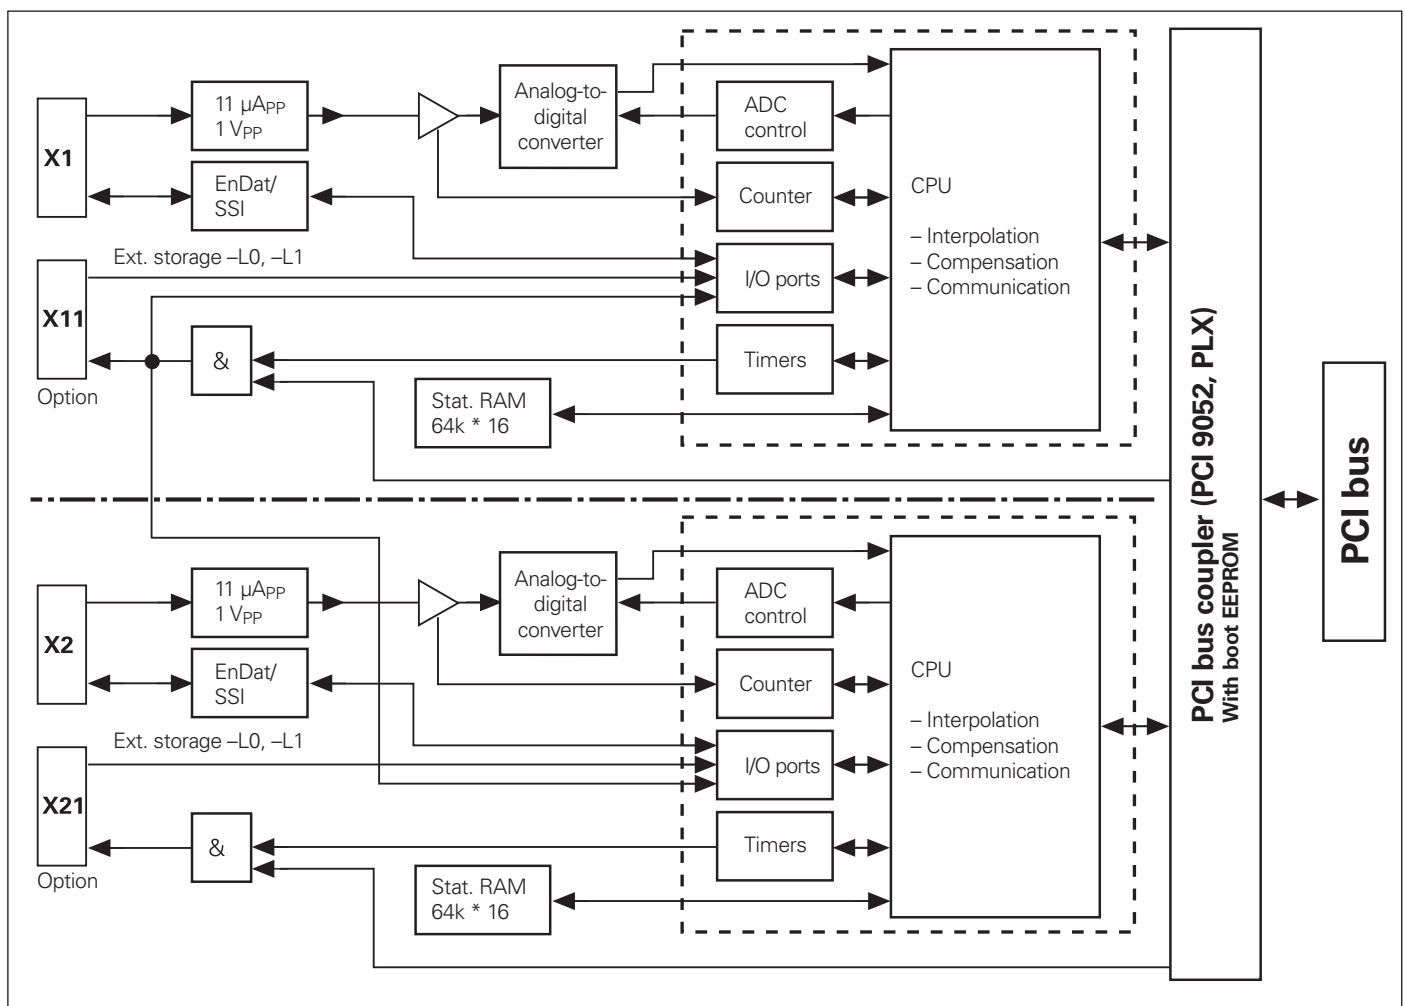 X1
11 µAPP
1 VPP
EnDat/
SSI
Analog-to-
digital
converter
ADC
control
Counter
I/O ports
Timers
CPU
– Interpolation
– Compensation
– Communication
Ext. storage –L0, –L1
X11
Option
&
Stat. RAM
64k * 16
X2
11 µAPP
1 VPP
EnDat/
SSI
Analog-to-
digital
converter
ADC
control
Counter
I/O ports
Timers
CPU
– Interpolation
– Compensation
– Communication
Ext. storage –L0, –L1
X21
Option
&
Stat. RAM
64k * 16
PCI bus coupler (PCI 9052, PLX)
With boot EEPROM
PCI bus